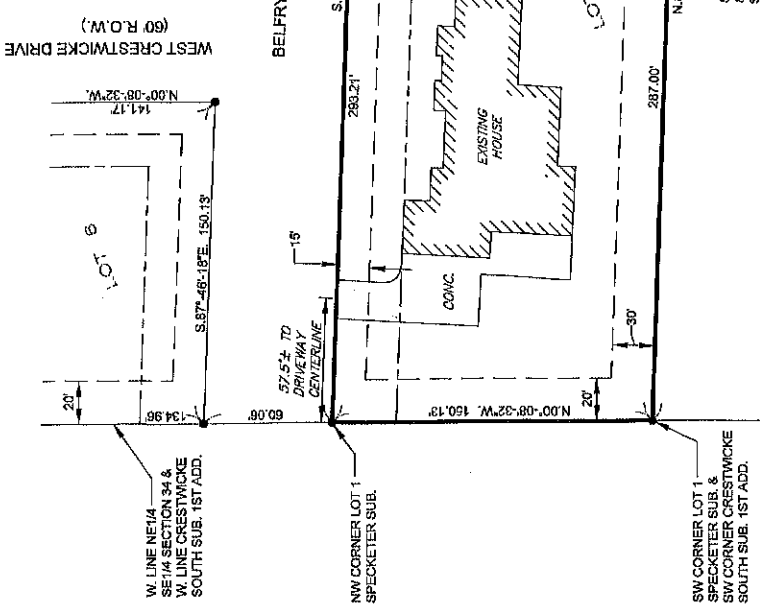 WEST CRESTWICKE DRIVE
(60' R.O.W.)
N.00°-08'-32"W.
141.17'
LOT 6
S.87°-46'-18"E. 150.13'
20'
134.96'
60.06'
W. LINE NE1/4
SE1/4 SECTION 34 &
W. LINE CRESTWICKE
SOUTH SUB. 1ST ADD.
BELFRY
S.
293.21'
15'
57.5'± TO
DRIVEWAY
CENTERLINE
NW CORNER LOT 1
SPECKETER SUB.
CONC.
EXISTING
HOUSE
LOT
N.00°-08'-32"W. 150.13'
20'
30'
287.00'
N.
SW CORNER LOT 1
SPECKETER SUB. &
SW CORNER CRESTWICKE
SOUTH SUB. 1ST ADD.